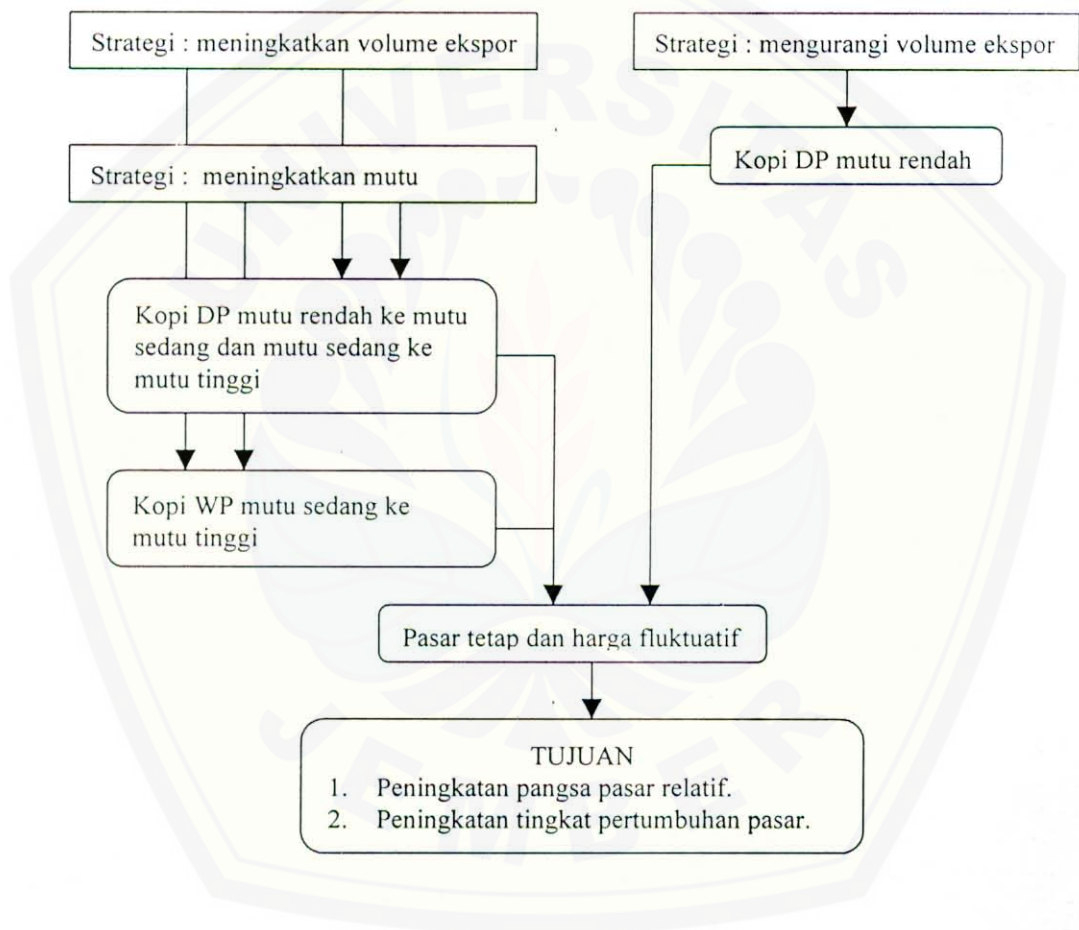 Strategi : meningkatkan volume ekspor
Strategi : mengurangi volume ekspor
Kopi DP mutu rendah
Strategi : meningkatkan mutu
Kopi DP mutu rendah ke mutu
sedang dan mutu sedang ke
mutu tinggi
Kopi WP mutu sedang ke
mutu tinggi
Pasar tetap dan harga fluktuatif
TUJUAN
1. Peningkatan pangsa pasar relatif.
2. Peningkatan tingkat pertumbuhan pasar.
UNIVERSITAS
JEMBER